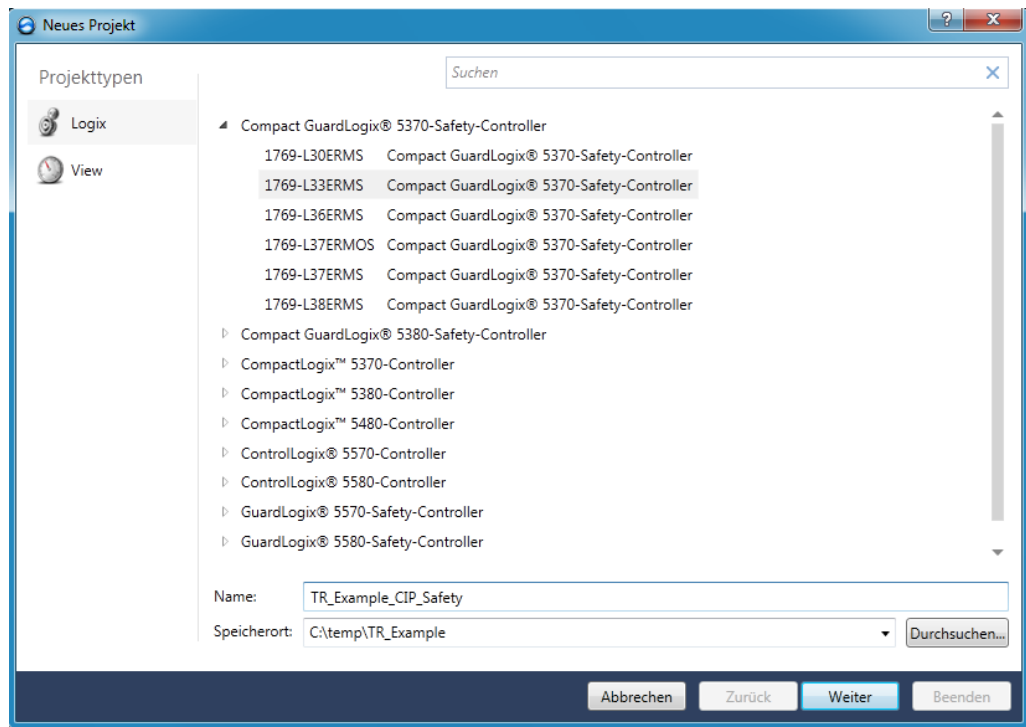 Neues Projekt
?
Projekttypen
Suchen
Logix
View
Compact GuardLogix® 5370-Safety-Controller
1769-L30ERMS Compact GuardLogix® 5370-Safety-Controller
1769-L33ERMS Compact GuardLogix® 5370-Safety-Controller
1769-L36ERMS Compact GuardLogix® 5370-Safety-Controller
1769-L37ERMOS Compact GuardLogix® 5370-Safety-Controller
1769-L37ERMS Compact GuardLogix® 5370-Safety-Controller
1769-L38ERMS Compact GuardLogix® 5370-Safety-Controller
Compact GuardLogix® 5380-Safety-Controller
CompactLogix™ 5370-Controller
CompactLogix™ 5380-Controller
CompactLogix™ 5480-Controller
ControlLogix® 5570-Controller
ControlLogix® 5580-Controller
GuardLogix® 5570-Safety-Controller
GuardLogix® 5580-Safety-Controller
Name: TR_Example_CIP_Safety
Speicherort: C:\temp\TR_Example Durchsuchen...
Abbrechen Zurück Weiter Beenden